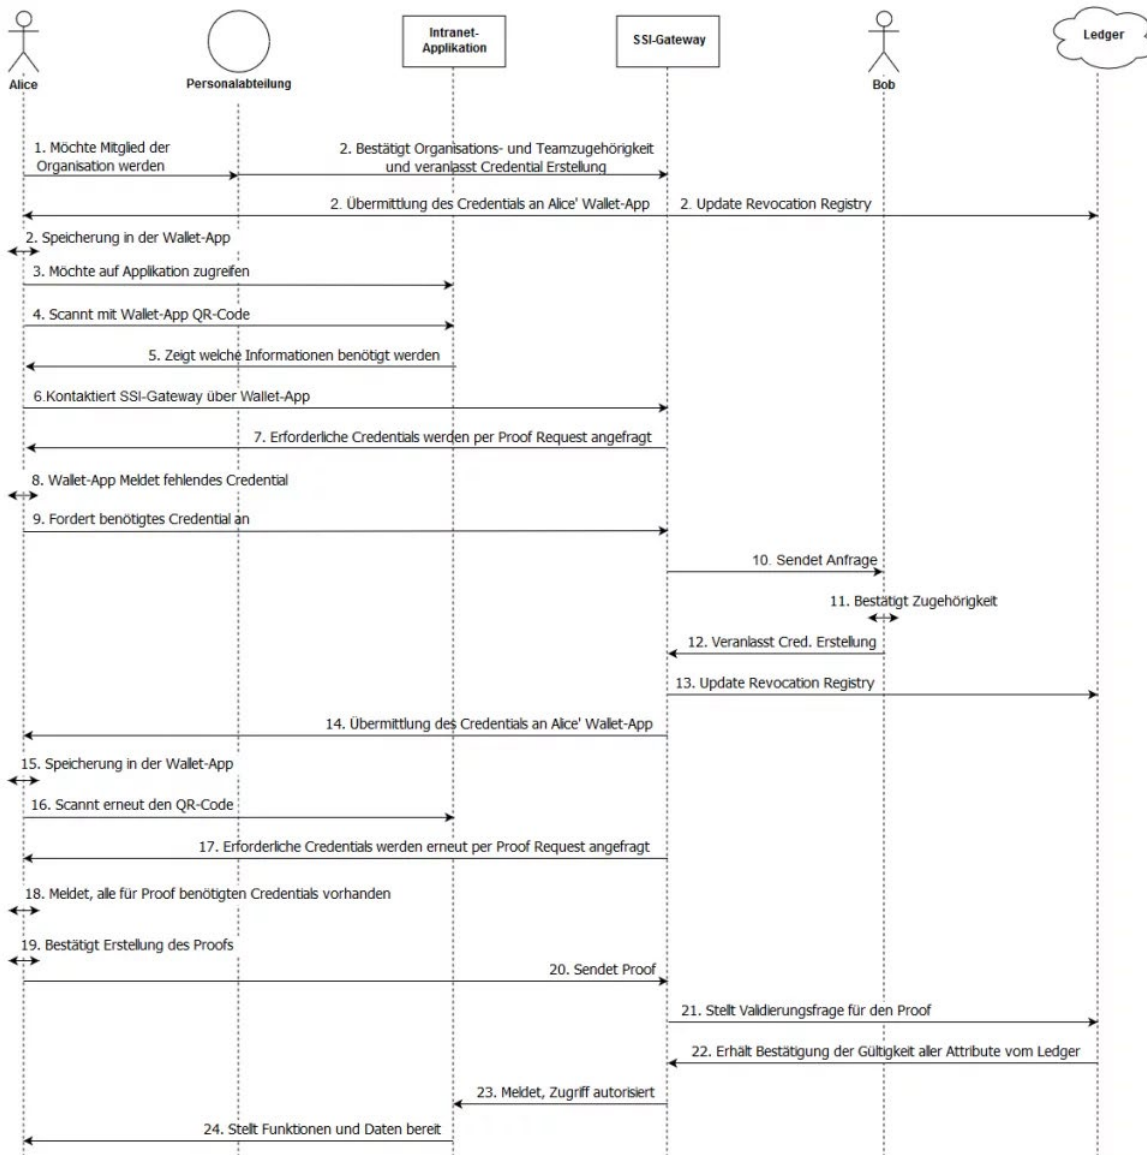 Intranet-
Applikation
SSI-Gateway
Ledger
Alice
Personalabteilung
Bob
1. Möchte Mitglied der
Organisation werden
2. Bestätigt Organisations- und Teamzugehörigkeit
und veranlasst Credential Erstellung
2. Übermittlung des Credentials an Alice' Wallet-App
2. Update Revocation Registry
2. Speicherung in der Wallet-App
3. Möchte auf Applikation zugreifen
4. Scannt mit Wallet-App QR-Code
5. Zeigt welche Informationen benötigt werden
6.Kontaktiert SSI-Gateway über Wallet-App
7. Erforderliche Credentials werden per Proof Request angefragt
8. Wallet-App Meldet fehlendes Credential
9. Fordert benötigtes Credential an
10. Sendet Anfrage
11. Bestätigt Zugehörigkeit
12. Veranlasst Cred. Erstellung
13. Update Revocation Registry
14. Übermittlung des Credentials an Alice' Wallet-App
15. Speicherung in der Wallet-App
16. Scannt erneut den QR-Code
17. Erforderliche Credentials werden erneut per Proof Request angefragt
18. Meldet, alle für Proof benötigten Credentials vorhanden
19. Bestätigt Erstellung des Proofs
20. Sendet Proof
21. Stellt Validierungsfrage für den Proof
22. Erhält Bestätigung der Gültigkeit aller Attribute vom Ledger
23. Meldet, Zugriff autorisiert
24. Stellt Funktionen und Daten bereit